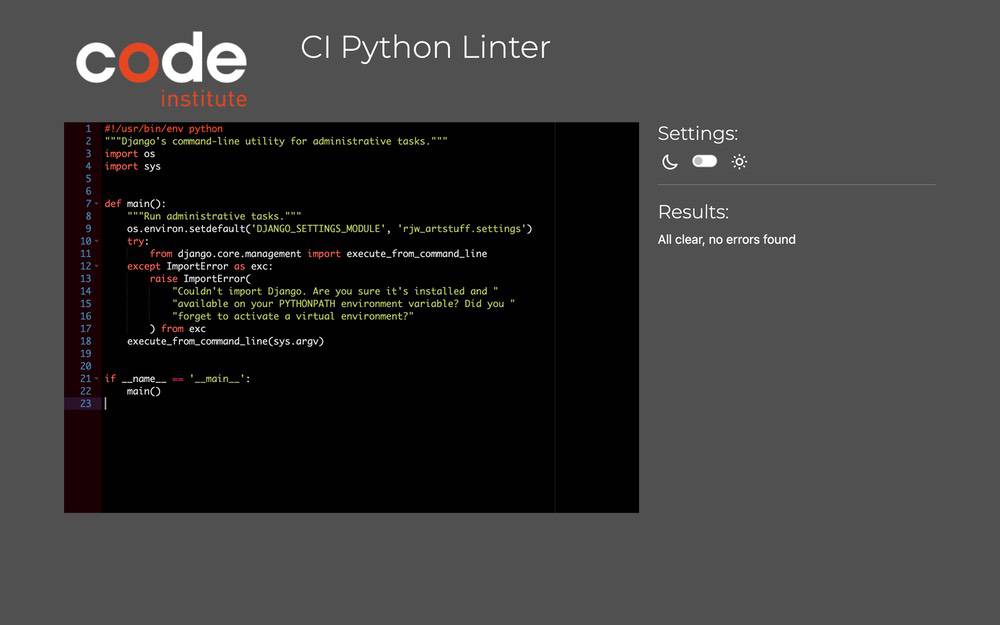 code
institute
CI Python Linter
1 #!/usr/bin/env python
2 """Django's command-line utility for administrative tasks."""
3 import os
4 import sys
5
6
7 def main():
8     """Run administrative tasks."""
9     os.environ.setdefault('DJANGO_SETTINGS_MODULE', 'rjw_artstuff.settings')
10     try:
11         from django.core.management import execute_from_command_line
12     except ImportError as exc:
13         raise ImportError(
14             "Couldn't import Django. Are you sure it's installed and "
15             "available on your PYTHONPATH environment variable? Did you "
16             "forget to activate a virtual environment?"
17         ) from exc
18     execute_from_command_line(sys.argv)
19
20
21 if __name__ == '__main__':
22     main()
23
Settings:
Results:
All clear, no errors found